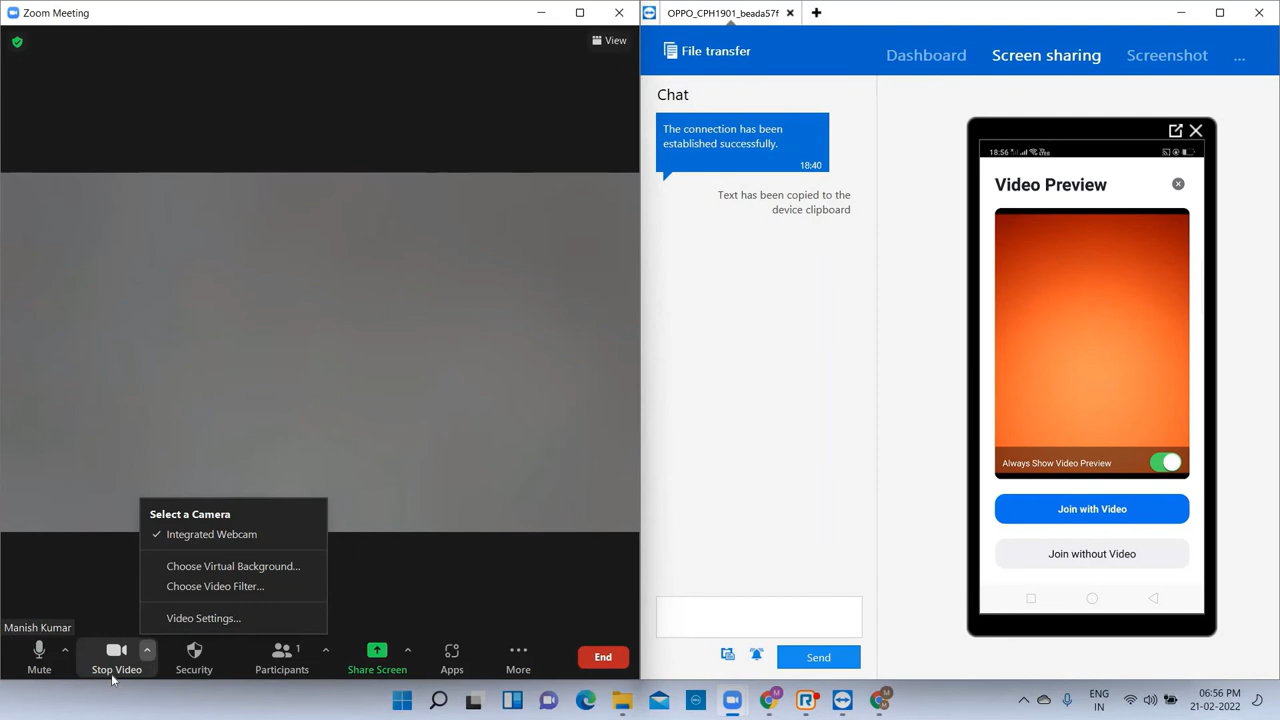 Zoom Meeting
View
Select a Camera
Integrated Webcam
Choose Virtual Background...
Choose Video Filter...
Video Settings...
Manish Kumar
Mute
Stop Video
Security
1
Participants
Share Screen
Apps
More
End
OPPO_CPH1901_beada57f
File transfer
Dashboard
Screen sharing
Screenshot
...
Chat
The connection has been
established successfully.
18:40
Text has been copied to the
device clipboard
Send
18:56
Video Preview
Always Show Video Preview
Join with Video
Join without Video
ENG
IN
06:56 PM
21-02-2022